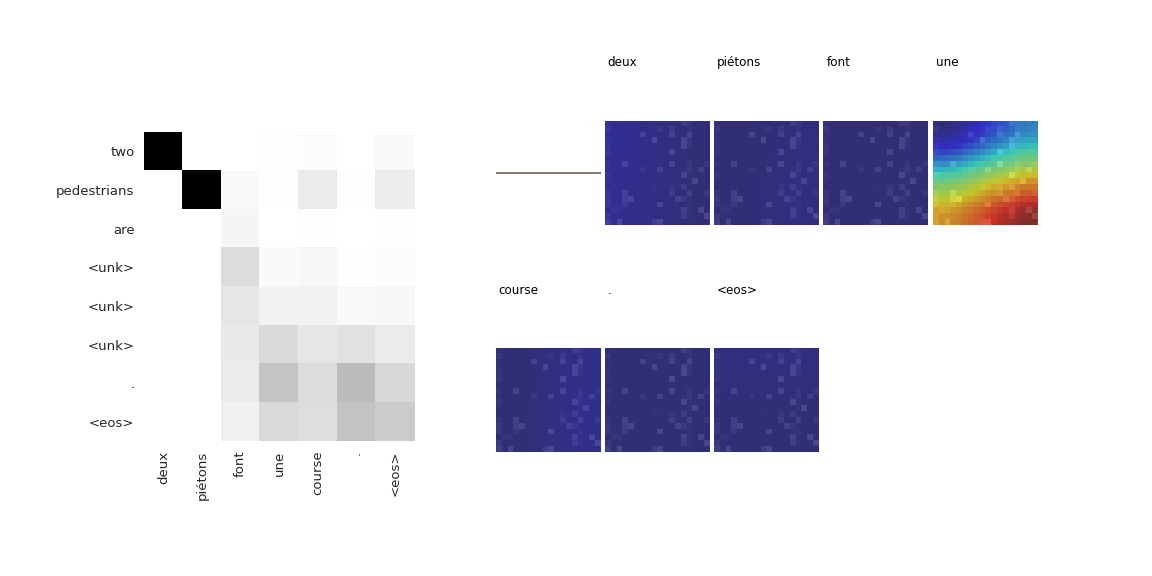 two
pedestrians
are
<unk>
<unk>
<unk>
.
<eos>
deux
piétons
font
une
course
.
<eos>
deux
piétons
font
une
course
.
<eos>